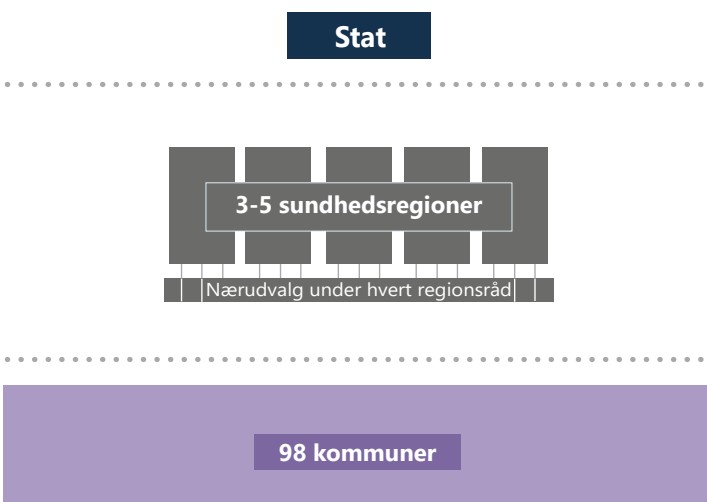 Stat
3-5 sundhedsregioner
Nærudvalg under hvert regionsråd
98 kommuner